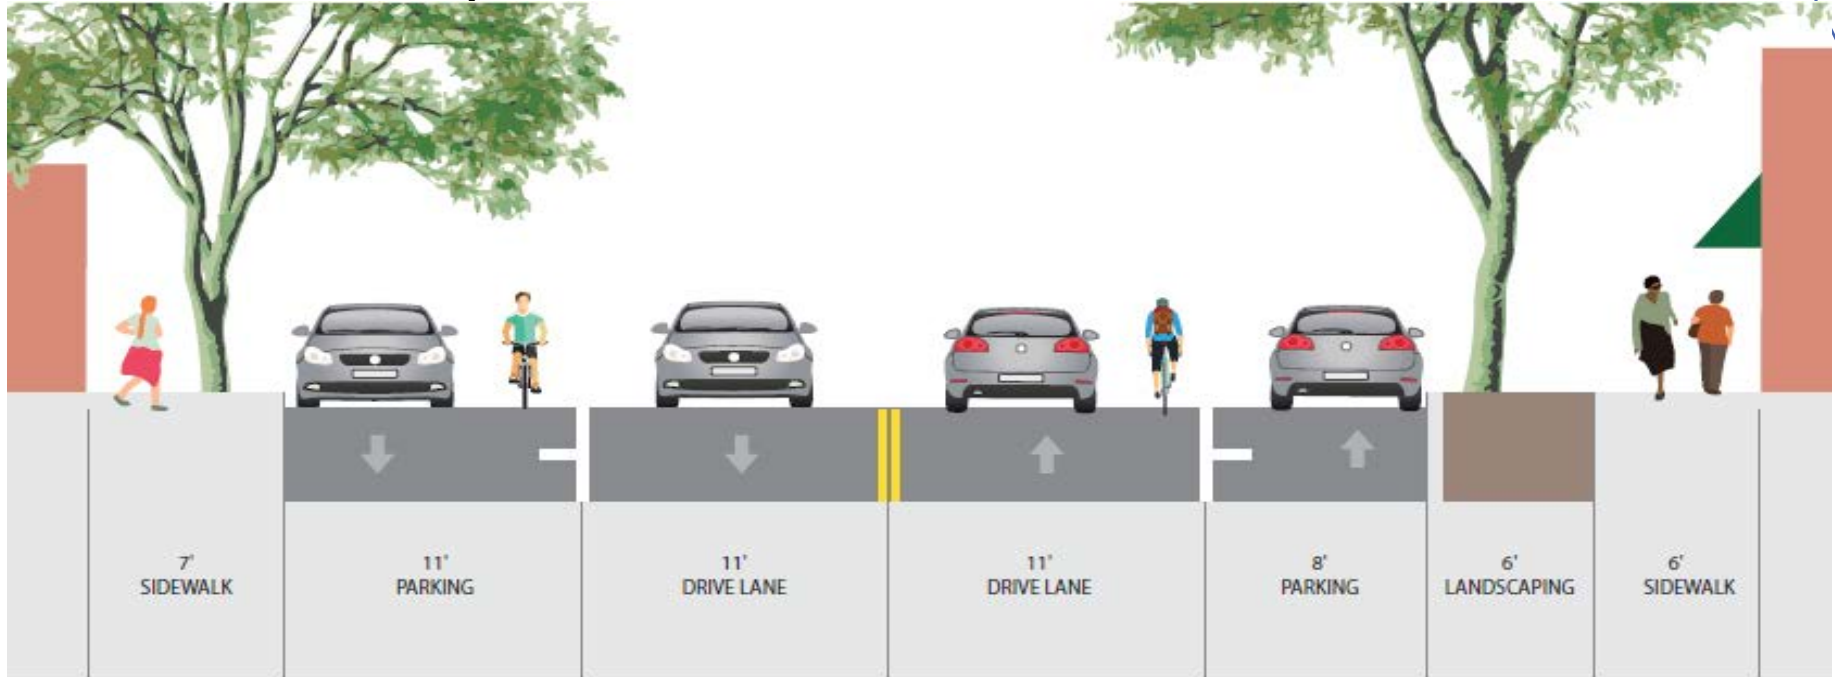 7'
SIDEWALK
11'
PARKING
11'
DRIVE LANE
11'
DRIVE LANE
8'
PARKING
6'
LANDSCAPING
6'
SIDEWALK